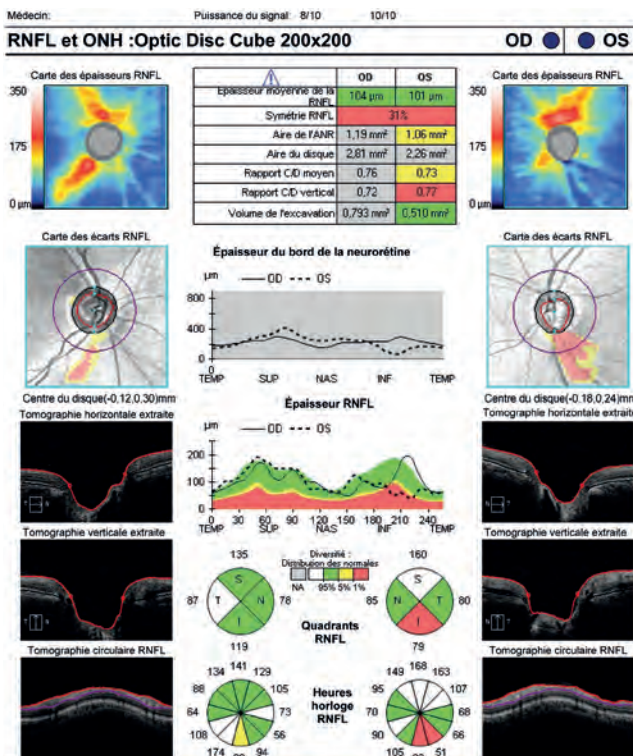 Médecin: Puissance du signal: 8/10 10/10
RNFL et ONH :Optic Disc Cube 200x200 OD OS
Carte des épaisseurs RNFL
350
175
0 µm
OD OS
Épaisseur moyenne de la RNFL 104 µm 101 µm
Symétrie RNFL 31%
Aire de l'ANR 1,19 mm² 1,06 mm²
Aire du disque 2,81 mm² 2,26 mm²
Rapport C/D moyen 0,76 0,73
Rapport C/D vertical 0,72 0,77
Volume de l'excavation 0,793 mm² 0,510 mm²
Carte des épaisseurs RNFL
350
175
0 µm
Carte des écarts RNFL
Centre du disque(-0,12,0,30)mm
Épaisseur du bord de la neurorétine
µm OD OS
800
400
0
TEMP SUP NAS INF TEMP
Carte des écarts RNFL
Centre du disque(-0.18,0,24)mm
Tomographie horizontale extraite
Épaisseur RNFL
µm OD OS
200
100
0
0 30 60 90 120 150 180 210 240
TEMP SUP NAS INF TEMP
Tomographie horizontale extraite
Tomographie verticale extraite
Diversité :
Distribution des normales
NA 95% 5% 1%
135
87 S T N I 78
119
Quadrants
RNFL
160
85 S N T I 80
79
Tomographie verticale extraite
Tomographie circulaire RNFL
141
134 129
88 105
64 73
108 56
174 94
Heures
horloge
RNFL
168
149 163
95 107
70 68
90 66
105 51
Tomographie circulaire RNFL